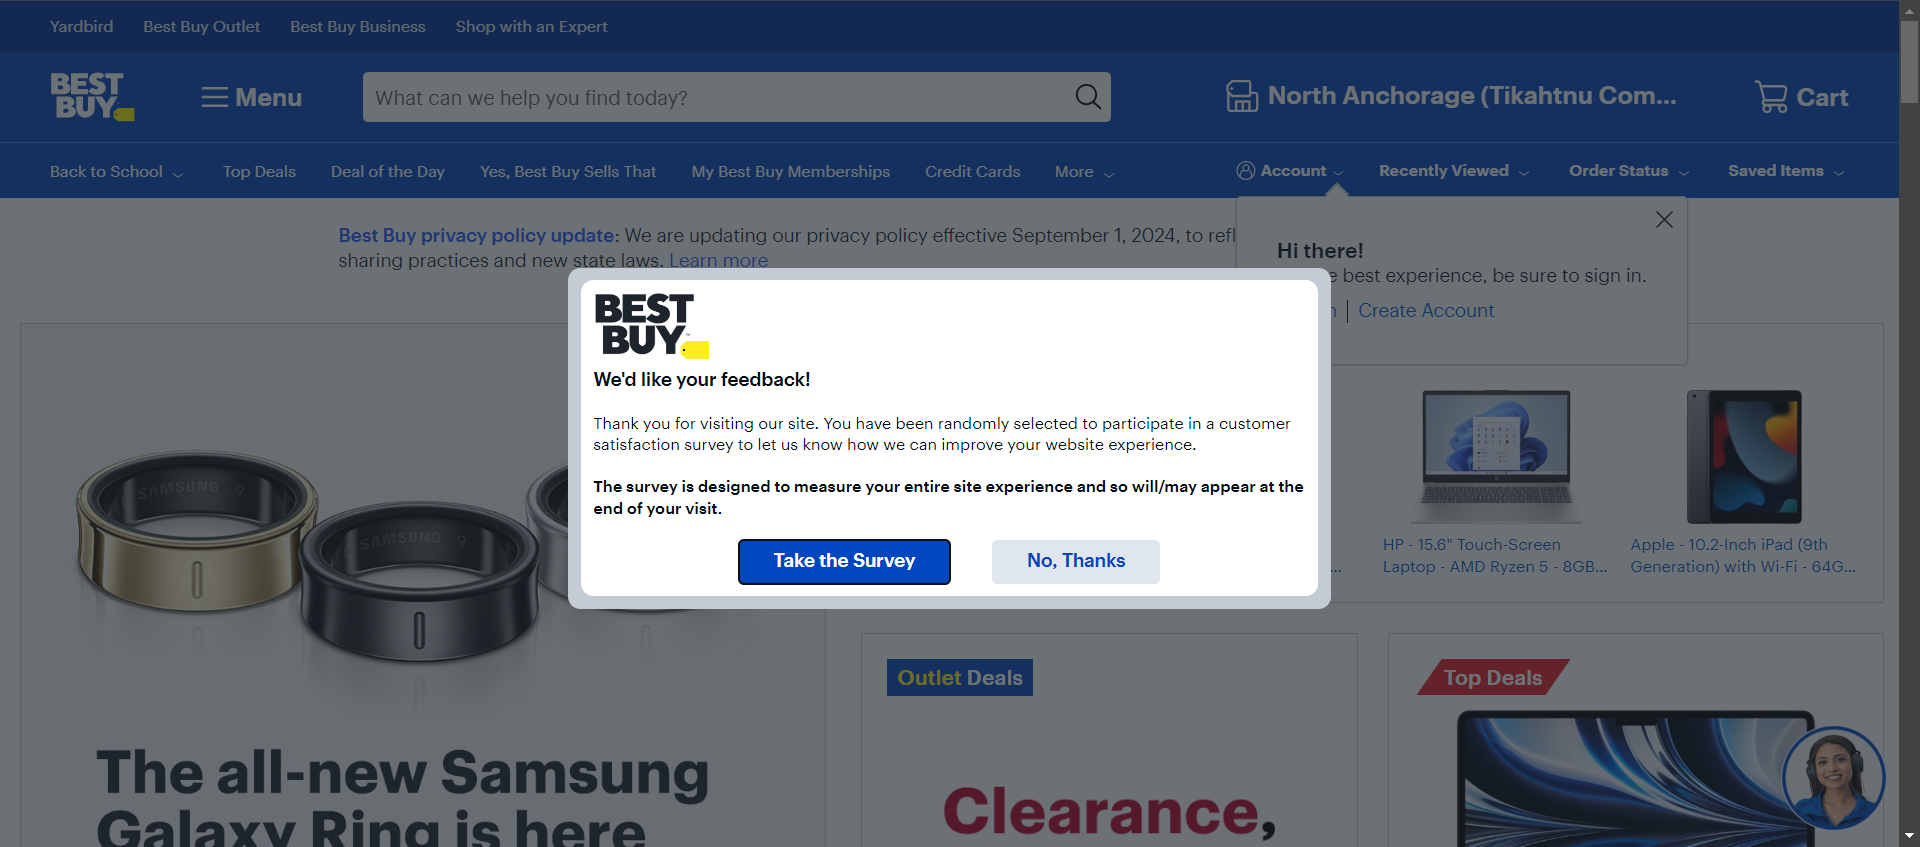 Yardbird Best Buy Outlet Best Buy Business Shop with an Expert
BEST BUY
Menu
What can we help you find today?
North Anchorage (Tikahtnu Com...
Cart
Back to School Top Deals Deal of the Day Yes, Best Buy Sells That My Best Buy Memberships Credit Cards More
Account Recently Viewed Order Status Saved Items
Best Buy privacy policy update: We are updating our privacy policy effective September 1, 2024, to refl
sharing practices and new state laws. Learn more
Hi there!
e best experience, be sure to sign in.
n | Create Account
BEST
BUY
We'd like your feedback!
Thank you for visiting our site. You have been randomly selected to participate in a customer
satisfaction survey to let us know how we can improve your website experience.
The survey is designed to measure your entire site experience and so will/may appear at the
end of your visit.
Take the Survey
No, Thanks
SAMSUNG 9
SAMSUNG 9
HP - 15.6" Touch-Screen
Laptop - AMD Ryzen 5 - 8GB...
Apple - 10.2-Inch iPad (9th
Generation) with Wi-Fi - 64G...
...
The all-new Samsung
Galaxy Ring is here
Outlet Deals
Clearance,
Top Deals